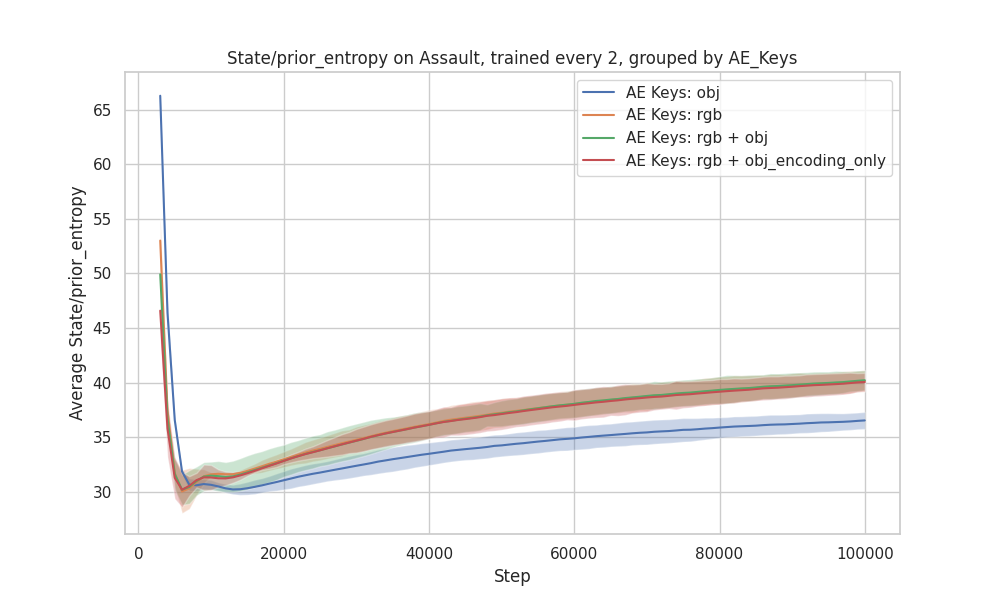 State/prior_entropy on Assault, trained every 2, grouped by AE_Keys
AE Keys: obj
AE Keys: rgb
AE Keys: rgb + obj
AE Keys: rgb + obj_encoding_only
Average State/prior_entropy
65
60
55
50
45
40
35
30
0
20000
40000
60000
80000
100000
Step